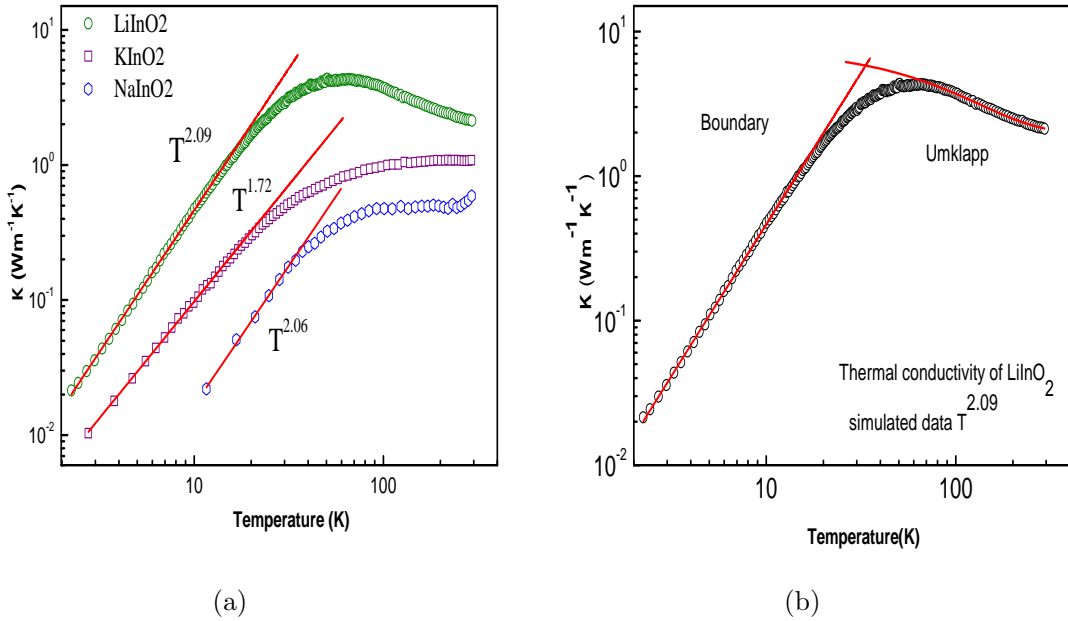 LiInO2
KInO2
NaInO2
T^2.09
T^1.72
T^2.06
10^1
10^0
10^-1
10^-2
K (Wm^-1K^-1)
10 100
Temperature (K)
(a)
Boundary
Umklapp
Thermal conductivity of LiInO_2
simulated data T^2.09
10^1
10^0
10^-1
10^-2
K (Wm^-1 K^-1)
10 100
Temperature(K)
(b)